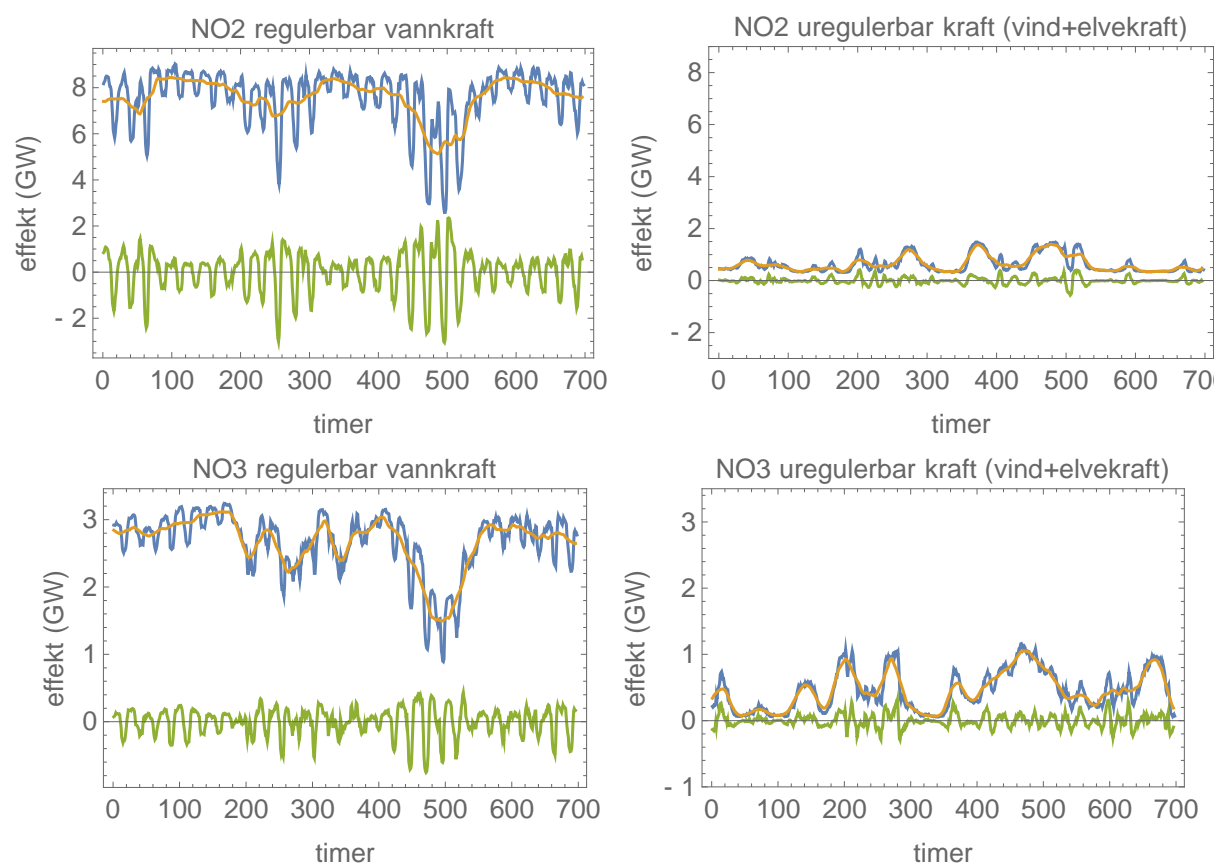 NO2 regulerbar vannkraft
effekt (GW)
8
6
4
2
0
- 2
0 100 200 300 400 500 600 700
timer
NO2 uregulerbar kraft (vind+elvekraft)
effekt (GW)
8
6
4
2
0
- 2
0 100 200 300 400 500 600 700
timer
NO3 regulerbar vannkraft
effekt (GW)
3
2
1
0
0 100 200 300 400 500 600 700
timer
NO3 uregulerbar kraft (vind+elvekraft)
effekt (GW)
3
2
1
0
- 1
0 100 200 300 400 500 600 700
timer